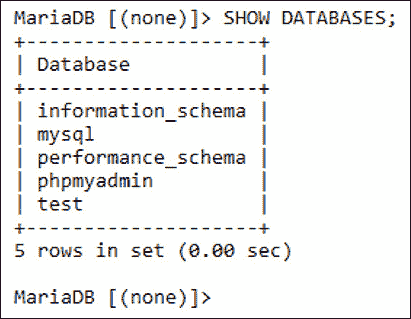 MariaDB [(none)]> SHOW DATABASES;
+--------------------+
| Database           |
+--------------------+
| information_schema |
| mysql              |
| performance_schema |
| phpmyadmin         |
| test               |
+--------------------+
5 rows in set (0.00 sec)
MariaDB [(none)]>